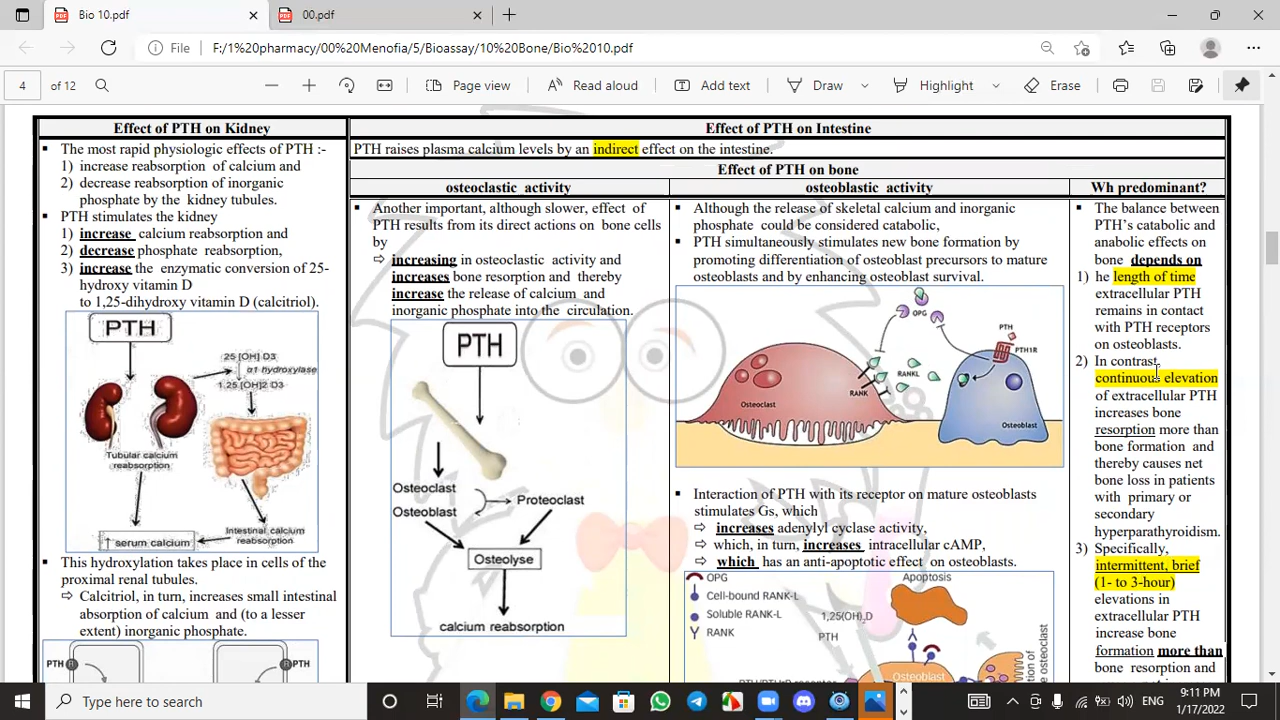 Bio 10.pdf
00.pdf
File
F:/1%20pharmacy/00%20Menofia/5/Bioassay/10%20Bone/Bio%2010.pdf
4 of 12
Page view
Read aloud
Add text
Draw
Highlight
Erase
Effect of PTH on Kidney
The most rapid physiologic effects of PTH :-
1) increase reabsorption of calcium and
2) decrease reabsorption of inorganic
phosphate by the kidney tubules.
PTH stimulates the kidney
1) increase calcium reabsorption and
2) decrease phosphate reabsorption,
3) increase the enzymatic conversion of 25-
hydroxy vitamin D
to 1,25-dihydroxy vitamin D (calcitriol).
PTH
25 [OH] D3
α1 hydroxylase
1.25 [OH]2 D3
Tubular calcium
reabsorption
↑ serum calcium
Intestinal calcium
reabsorption
This hydroxylation takes place in cells of the
proximal renal tubules.
⇨ Calcitriol, in turn, increases small intestinal
absorption of calcium and (to a lesser
extent) inorganic phosphate.
PTH R
R PTH
Effect of PTH on Intestine
PTH raises plasma calcium levels by an indirect effect on the intestine.
Effect of PTH on bone
osteoclastic activity
Another important, although slower, effect of
PTH results from its direct actions on bone cells
by
⇨ increasing in osteoclastic activity and
increases bone resorption and thereby
increase the release of calcium and
inorganic phosphate into the circulation.
PTH
Osteoclast
Osteoblast
Proteoclast
Osteolyse
calcium reabsorption
osteoblastic activity
Although the release of skeletal calcium and inorganic
phosphate could be considered catabolic,
PTH simultaneously stimulates new bone formation by
promoting differentiation of osteoblast precursors to mature
osteoblasts and by enhancing osteoblast survival.
OPG
PTH
PTH1R
RANKL
RANK
Osteoclast
Osteoblast
Interaction of PTH with its receptor on mature osteoblasts
stimulates Gs, which
⇨ increases adenylyl cyclase activity,
⇨ which, in turn, increases intracellular cAMP,
⇨ which has an anti-apoptotic effect on osteoblasts.
OPG
Cell-bound RANK-L
Soluble RANK-L
RANK
Apoptosis
1,25(OH)2D
PTH
Osteoblast
Wh predominant?
The balance between
PTH's catabolic and
anabolic effects on
bone depends on
1) he length of time
extracellular PTH
remains in contact
with PTH receptors
on osteoblasts.
2) In contrast,
continuous elevation
of extracellular PTH
increases bone
resorption more than
bone formation and
thereby causes net
bone loss in patients
with primary or
secondary
hyperparathyroidism.
3) Specifically,
intermittent, brief
(1- to 3-hour)
elevations in
extracellular PTH
increase bone
formation more than
bone resorption and
Type here to search
ENG
9:11 PM
1/17/2022